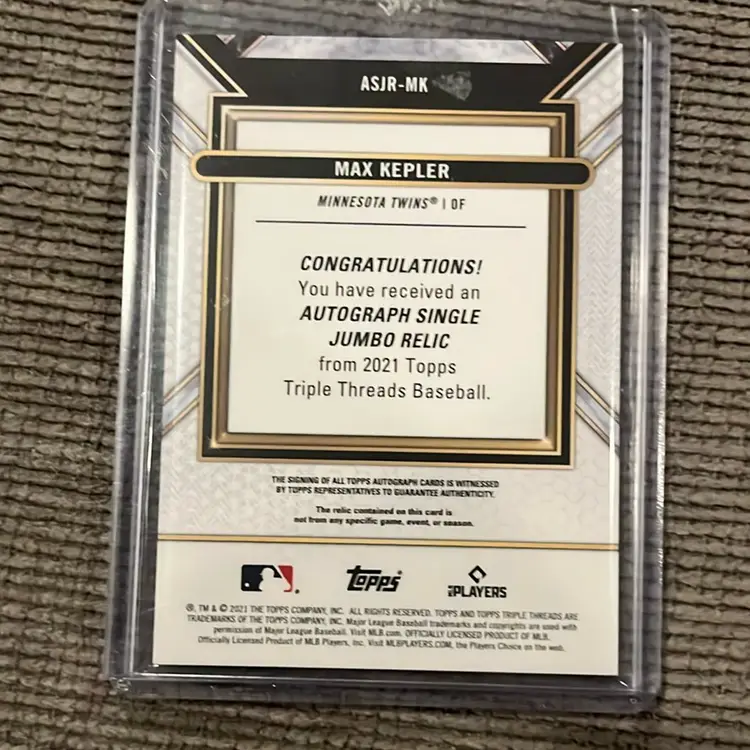 ASJR-MK
MAX KEPLER
MINNESOTA TWINS® | OF
CONGRATULATIONS!
You have received an
AUTOGRAPH SINGLE
JUMBO RELIC
from 2021 Topps
Triple Threads Baseball.
THE SIGNING OF ALL TOPPS AUTOGRAPH CARDS IS WITNESSED
BY TOPPS REPRESENTATIVES TO GUARANTEE AUTHENTICITY.
The relic contained on this card is
not from any specific game, event, or season.
topps®
PLAYERS
®, TM & © 2021 THE TOPPS COMPANY, INC. ALL RIGHTS RESERVED. TOPPS AND TOPPS TRIPLE THREADS ARE
TRADEMARKS OF THE TOPPS COMPANY, INC. Major League Baseball trademarks and copyrights are used with
permission of Major League Baseball. Visit MLB.com. OFFICIALLY LICENSED PRODUCT OF MLB.
Officially Licensed Product of MLB Players, Inc. Visit MLBPLAYERS.COM, the Players Choice on the web.